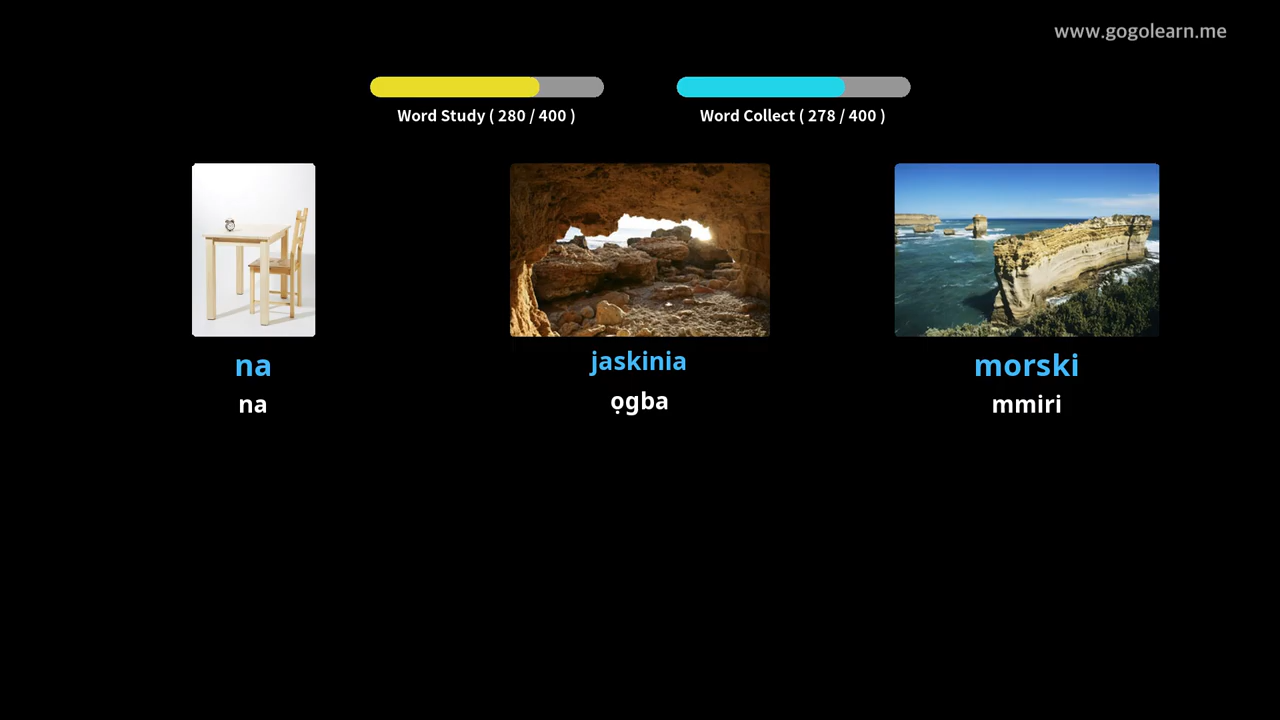 www.gogolearn.me
Word Study ( 280 / 400 )
Word Collect ( 278 / 400 )
na
na
jaskinia
ọgba
morski
mmiri